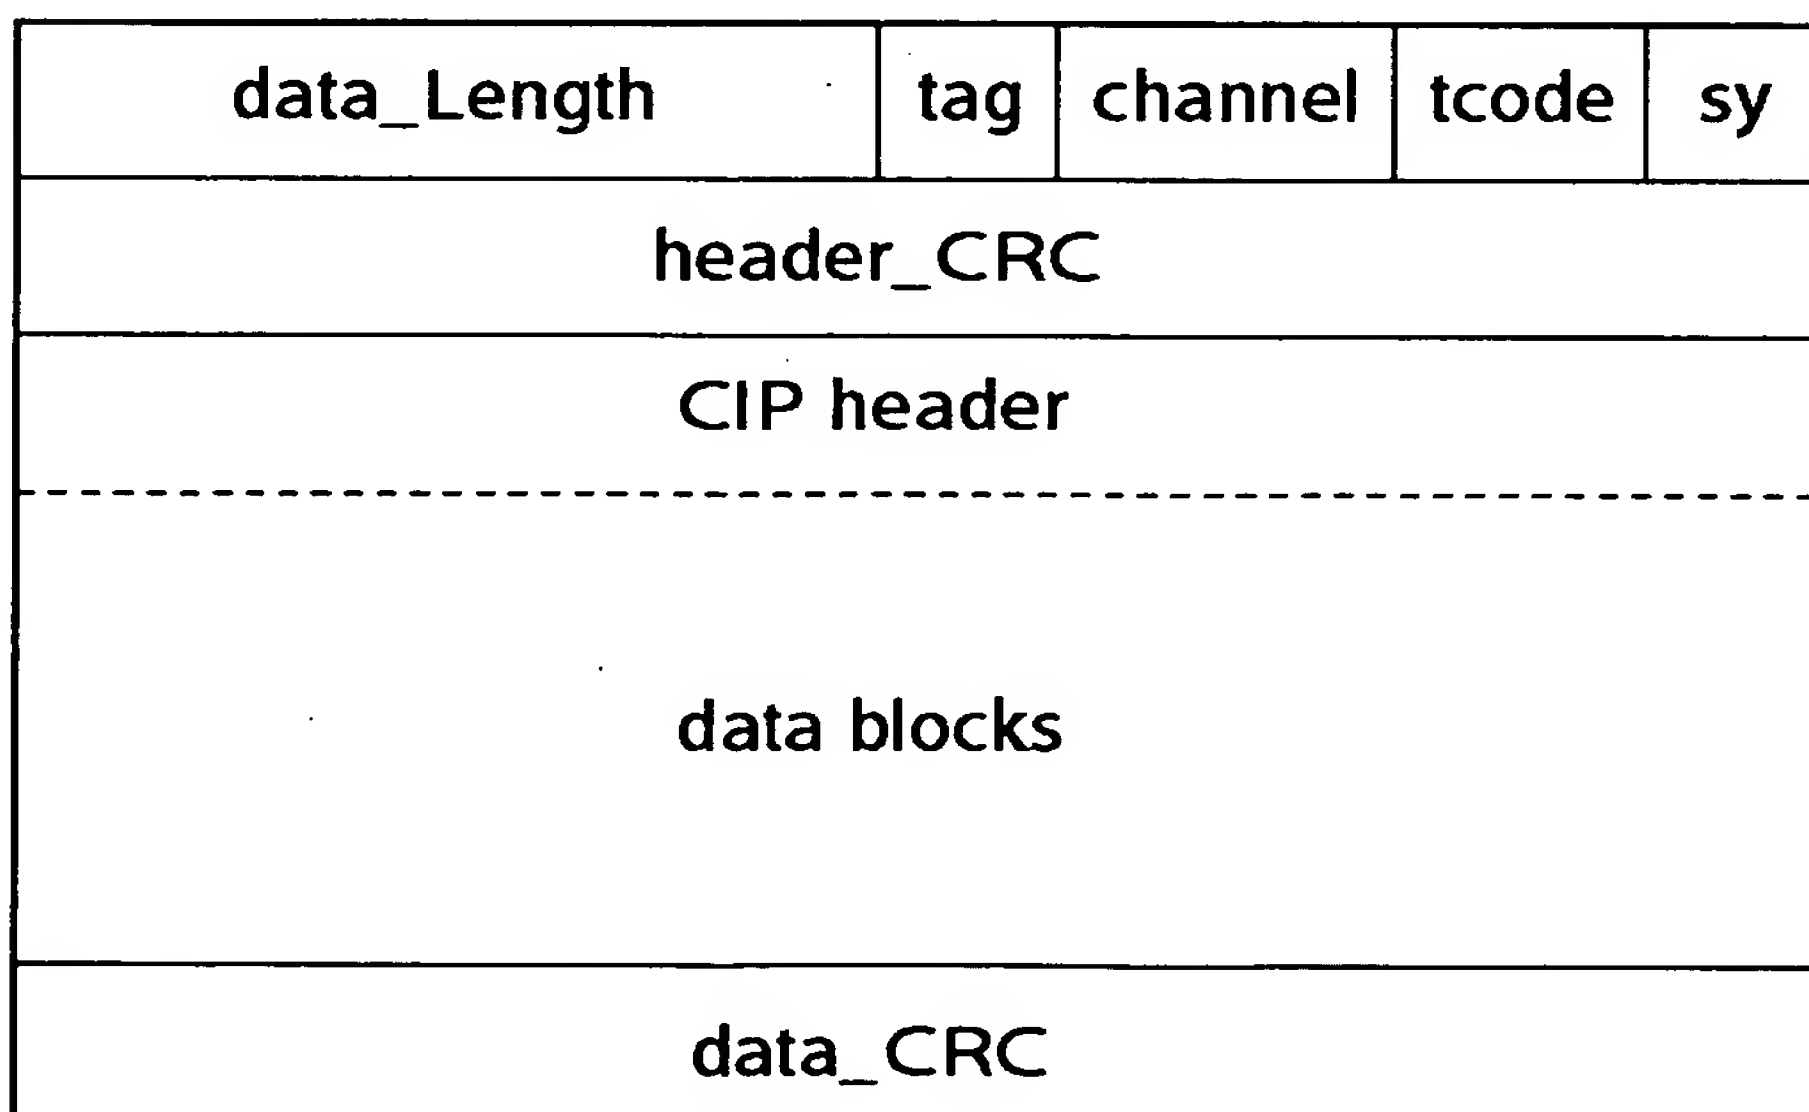 data_Length tag channel tcode sy
header_CRC
CIP header
data blocks
data_CRC